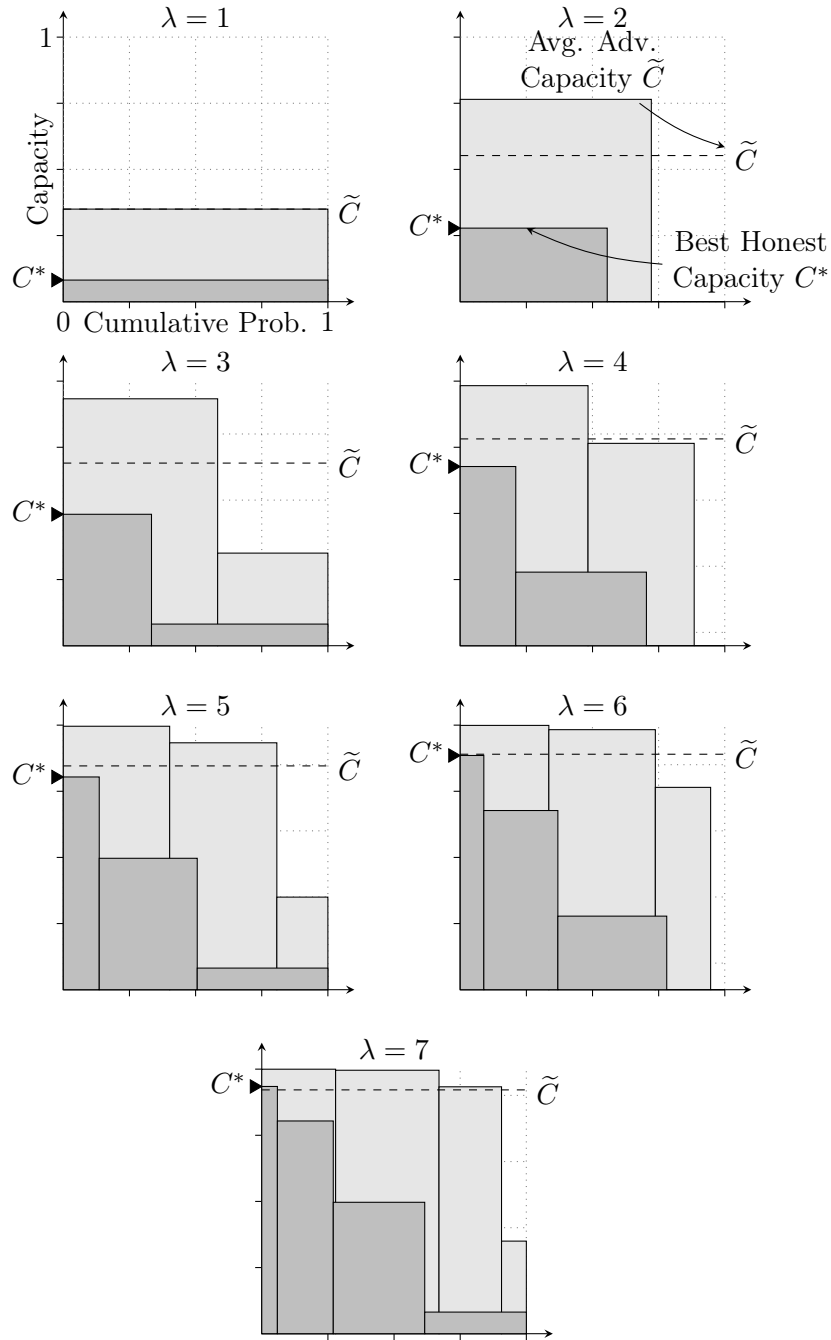 λ = 1
1
Capacity
C̃
C*
0 Cumulative Prob. 1
λ = 2
Avg. Adv.
Capacity C̃
C̃
C*
Best Honest
Capacity C*
λ = 3
C̃
C*
λ = 4
C̃
C*
λ = 5
C̃
C*
λ = 6
C*
C̃
λ = 7
C*
C̃